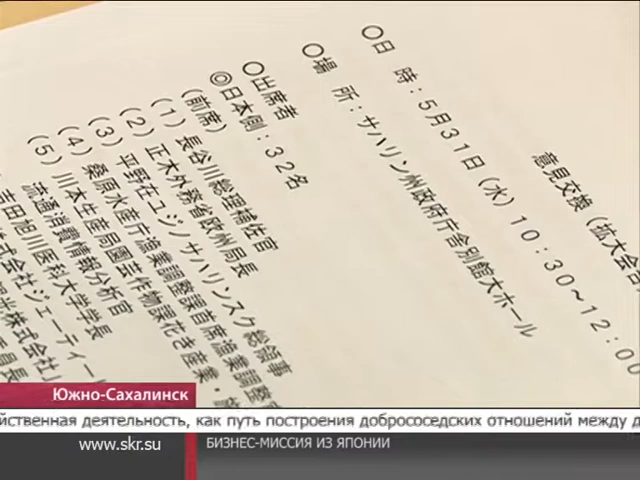 意見交換（拡大会合
〇日　時：５月３１日（水）１０：３０～１２：００
〇場　所：サハリン州政府庁舎別館大ホール
〇出席者
◎日本側：３２名
（前席）
（１）長谷川総理補佐官
（２）正木外務省欧州局長
（３）平野在ユジノサハリンスク総領事
（４）桑原水産庁漁業調整課首席漁業調整官
（５）川本生産局園芸作物課花き産業・施
流通消費情報分析官
吉田旭川医科大学学長
株式会社ジェーティー
Южно-Сахалинск
йственная деятельность, как путь построения добрососедских отношений между д
www.skr.su
БИЗНЕС-МИССИЯ ИЗ ЯПОНИИ